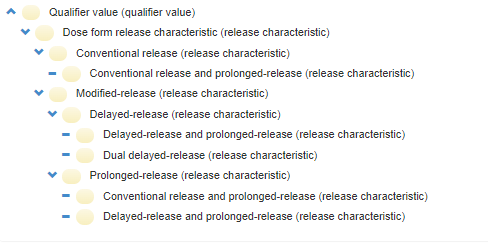 Qualifier value (qualifier value)
Dose form release characteristic (release characteristic)
Conventional release (release characteristic)
Conventional release and prolonged-release (release characteristic)
Modified-release (release characteristic)
Delayed-release (release characteristic)
Delayed-release and prolonged-release (release characteristic)
Dual delayed-release (release characteristic)
Prolonged-release (release characteristic)
Conventional release and prolonged-release (release characteristic)
Delayed-release and prolonged-release (release characteristic)